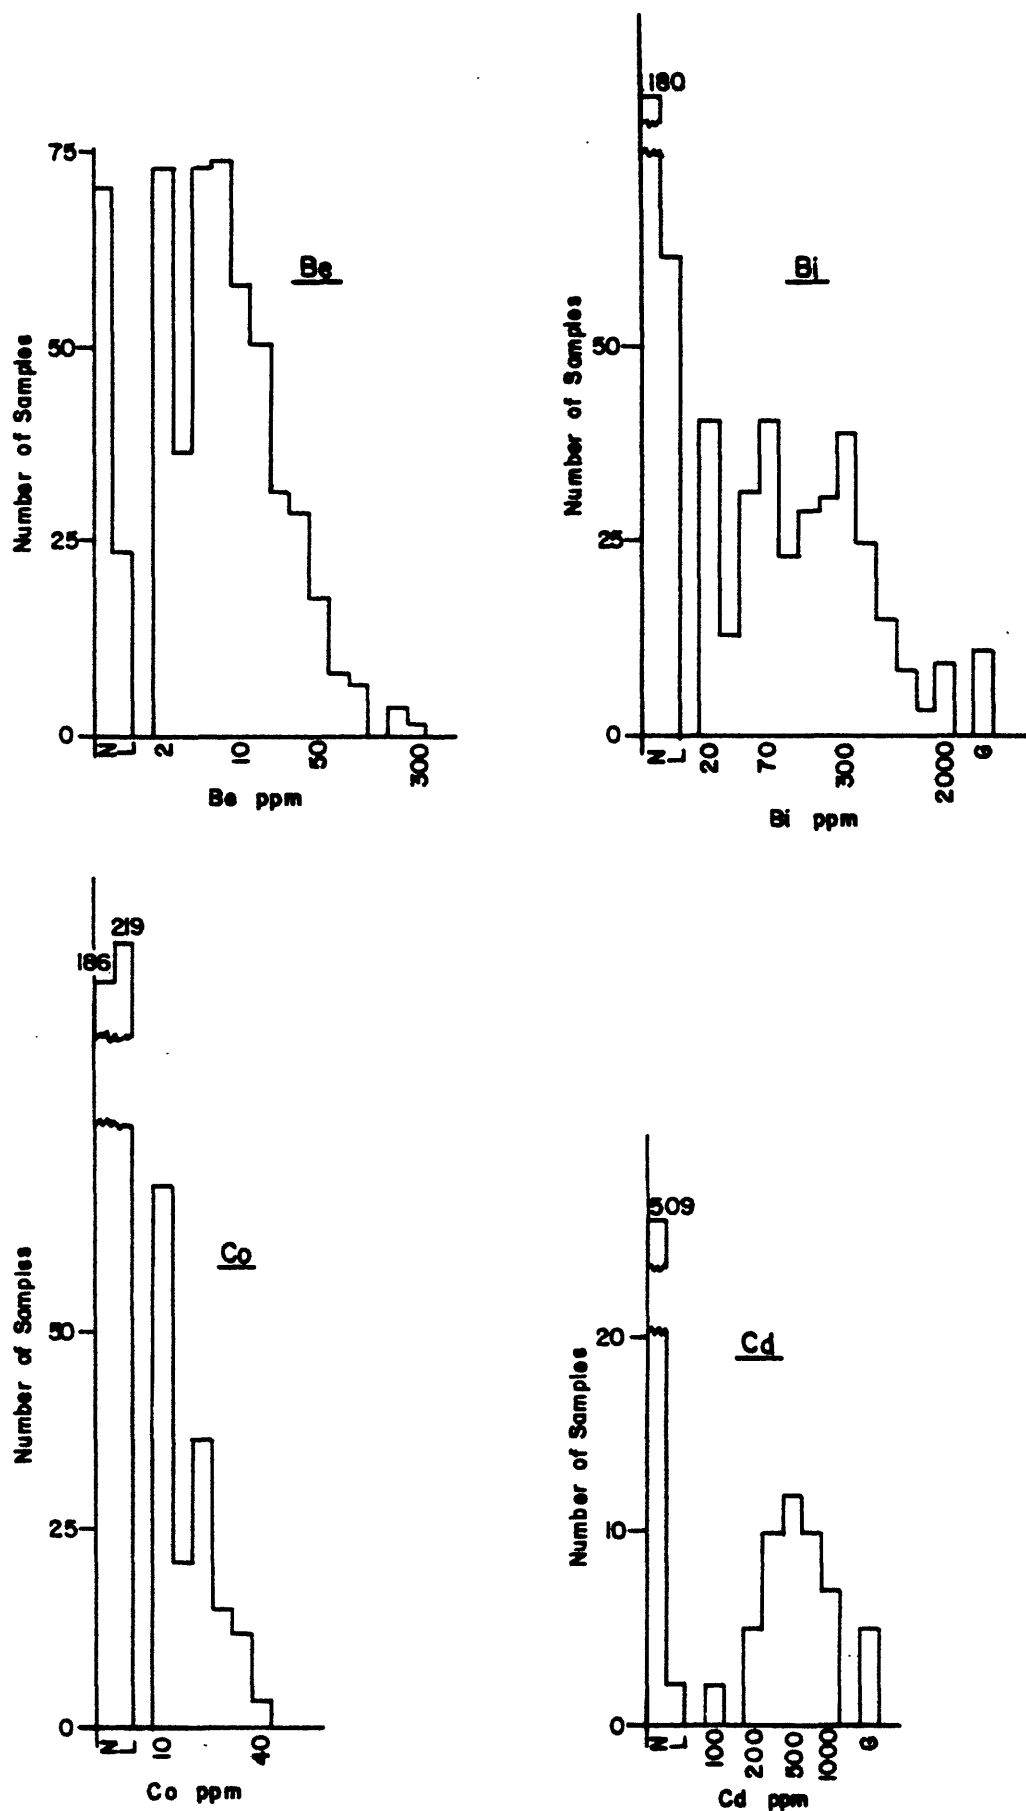 75
50
25
0
Number of Samples
Be
N L 2 10 50 300
Be ppm
180
50
25
0
Number of Samples
Bi
N L 20 70 300 2000 G
Bi ppm
186 219
50
25
0
Number of Samples
Co
N L 10 40
Co ppm
509
20
10
0
Number of Samples
Cd
N L 100 200 500 1000 G
Cd ppm